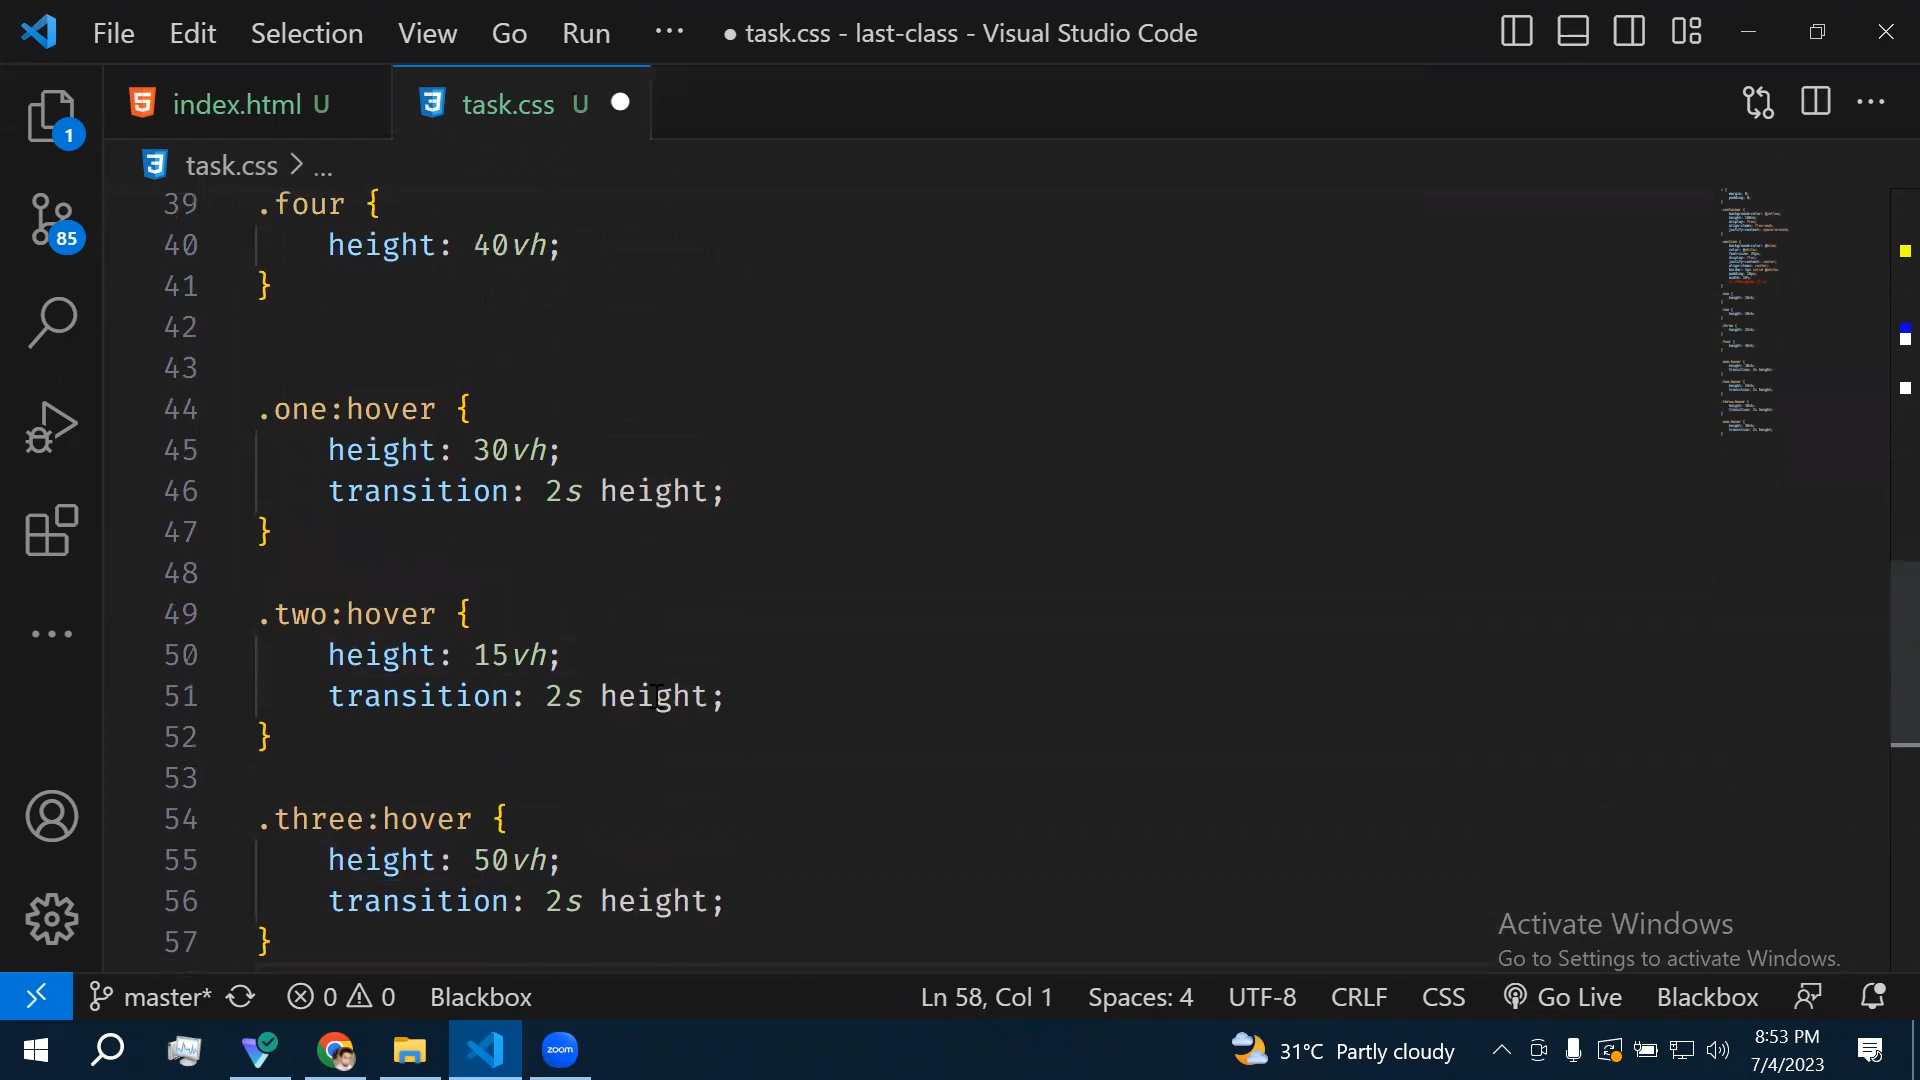 File Edit Selection View Go Run ··· ● task.css - last-class - Visual Studio Code
index.html U task.css U
task.css > ...
39 .four {
40 height: 40vh;
41 }
42
43
44 .one:hover {
45 height: 30vh;
46 transition: 2s height;
47 }
48
49 .two:hover {
50 height: 15vh;
51 transition: 2s height;
52 }
53
54 .three:hover {
55 height: 50vh;
56 transition: 2s height;
57 }
1
85
Activate Windows
Go to Settings to activate Windows.
master* 0 0 Blackbox Ln 58, Col 1 Spaces: 4 UTF-8 CRLF CSS Go Live Blackbox
zoom 31°C Partly cloudy 8:53 PM
7/4/2023